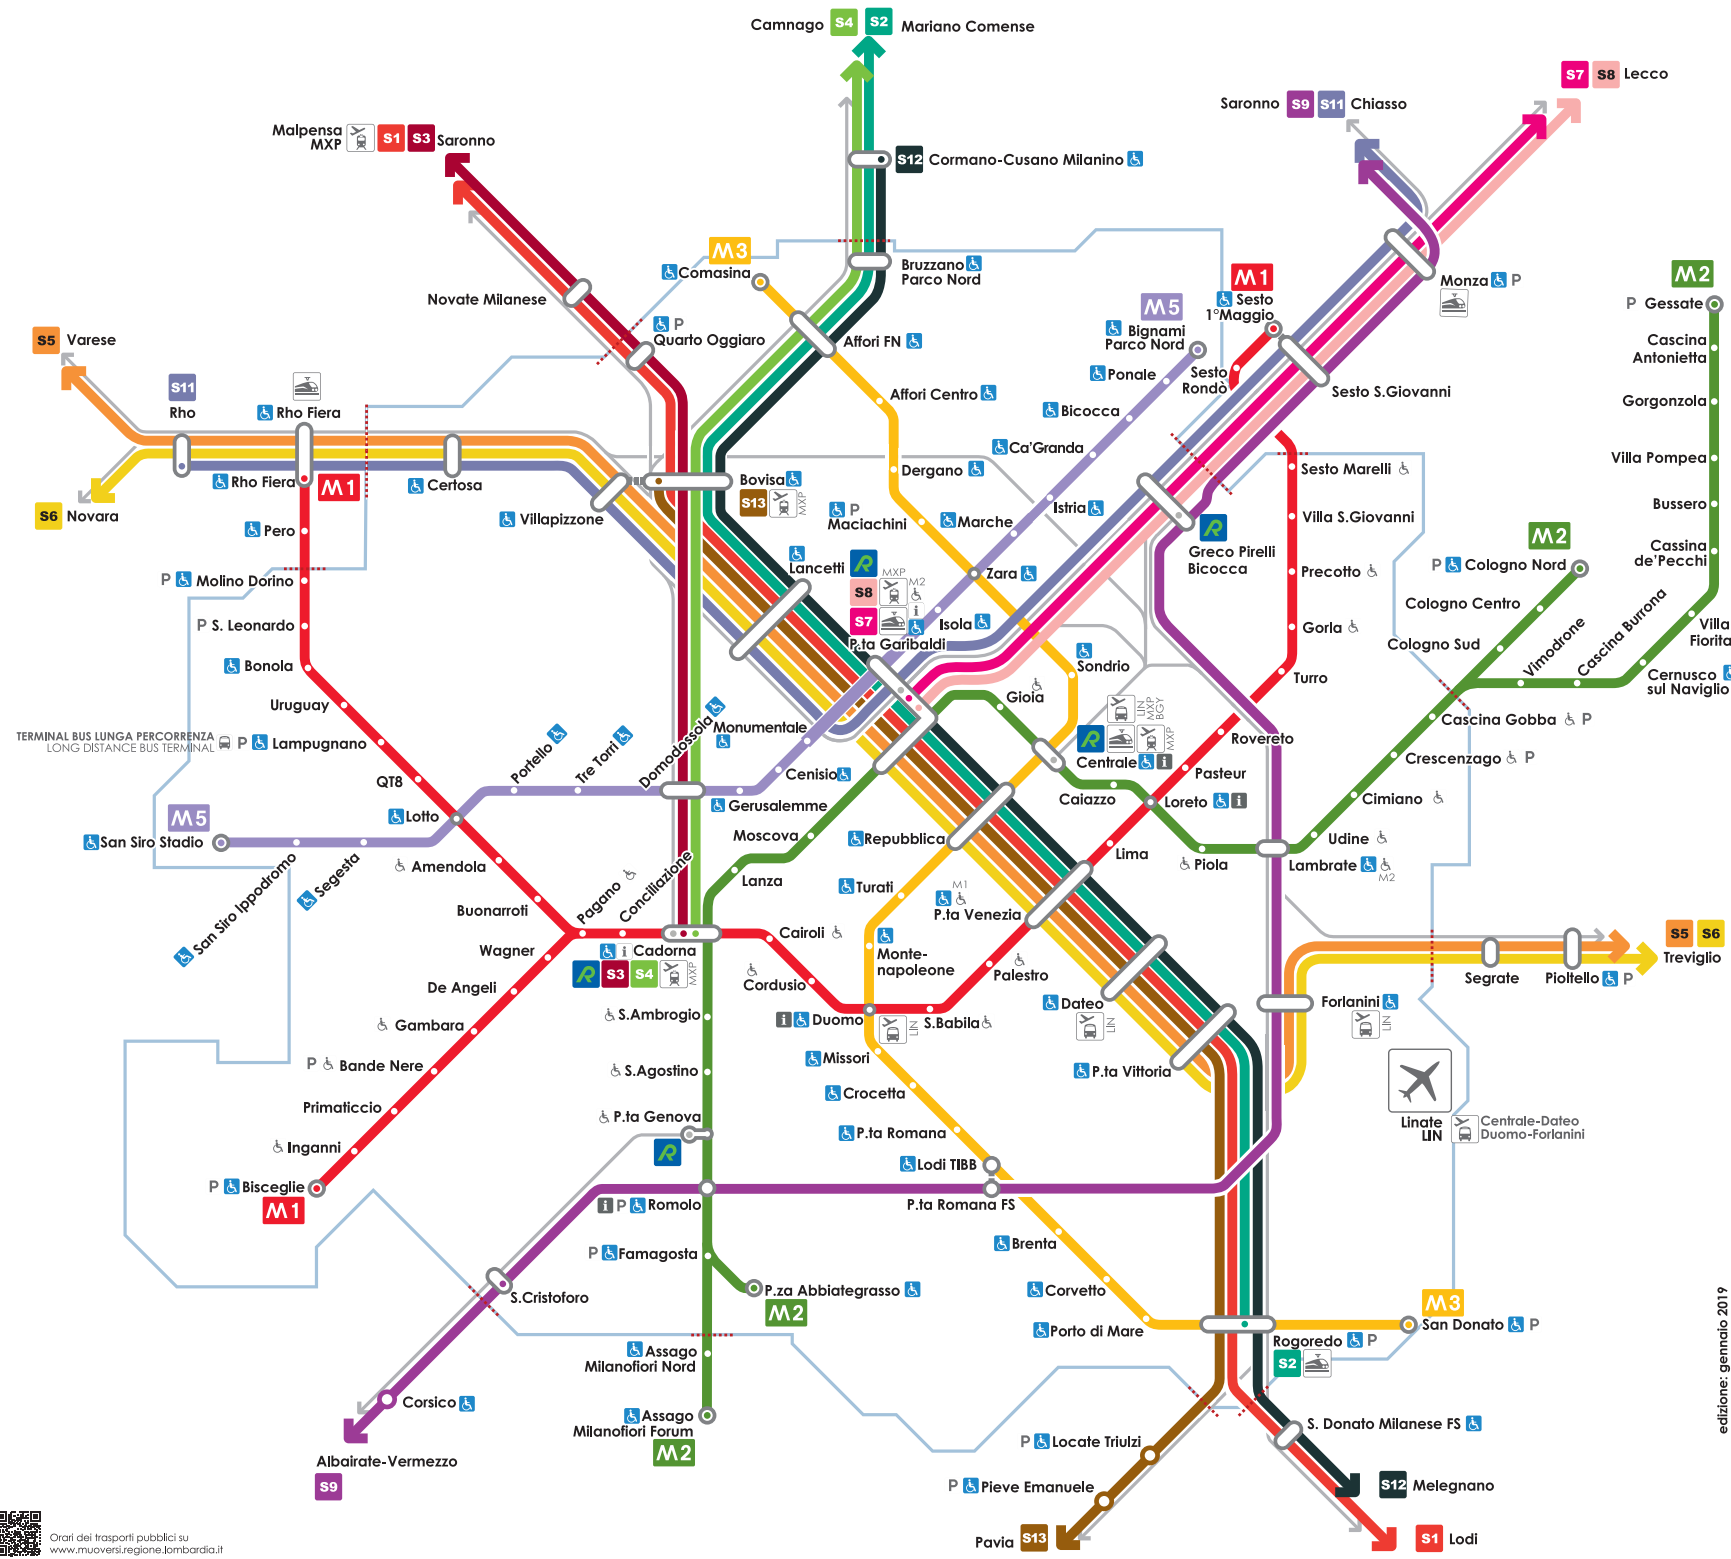 Camnago S4 S2 Mariano Comense
S7 S8 Lecco
Saronno S9 S11 Chiasso
Malpensa
MXP
S1 S3 Saronno
S12 Cormano-Cusano Milanino
M3
Comasina
Bruzzano
Parco Nord
Monza P
M1
Sesto
1°Maggio
M2
P Gessate
Novate Milanese
P
Quarto Oggiaro
M5
Bignami
Parco Nord
Affori FN
Cascina
Antonietta
S5 Varese
Ponale
Sesto
Rondò
Sesto S.Giovanni
S11
Rho
Rho Fiera
Affori Centro
Bicocca
Gorgonzola
Ca'Granda
Villa Pompea
Dergano
Sesto Marelli
Rho Fiera
M1
Certosa
Bovisa
S13
MXP
Villapizzone
S6 Novara
P
Maciachini
Marche
Istria
Villa S.Giovanni
Bussero
Pero
Greco Pirelli
Bicocca
M2
P Cologno Nord
Cassina
de'Pecchi
Lancetti
MXP
S8
M2
S7
i
P.ta Garibaldi
Zara
Precotto
P Molino Dorino
Cologno Centro
P S. Leonardo
Isola
Gorla
Cologno Sud
Vimodrone
Cascina Burrona
Villa
Fiorita
Bonola
Sondrio
Turro
Cernusco
sul Naviglio
Uruguay
Gioia
TERMINAL BUS LUNGA PERCORRENZA
LONG DISTANCE BUS TERMINAL
P Lampugnano
LIN
MXP
BGY
MXP
Centrale i
Cascina Gobba P
Monumentale
Rovereto
Crescenzago P
Portello
Tre Torri
Domodossola
Cenisio
Pasteur
QT8
Gerusalemme
Caiazzo
Loreto i
Cimiano
M5
Lotto
San Siro Stadio
Moscova
Repubblica
Lima
Udine
Piola
Lambrate
M2
San Siro Ippodromo
Segesta
Amendola
Pagano
Conciliazione
Lanza
Turati
M1
P.ta Venezia
Buonarroti
Wagner
i Cadorna
S3 S4
MXP
Cairoli
Monte-
napoleone
Palestro
S5 S6
Treviglio
Segrate
Pioltello P
De Angeli
Cordusio
Dateo
LIN
Forlanini
LIN
Gambara
S.Ambrogio
i Duomo
LIN
S.Babila
P Bande Nere
S.Agostino
Missori
P.ta Vittoria
Primaticcio
P.ta Genova
Crocetta
Linate
LIN
Centrale-Dateo
Duomo-Forlanini
Inganni
P.ta Romana
Lodi TIBB
P Bisceglie
M1
i P Romolo
P.ta Romana FS
P Famagosta
Brenta
S.Cristoforo
P.za Abbiategrasso
M2
Corvetto
M3
San Donato P
Porto di Mare
Rogoredo P
S2
Assago
Milanofiori Nord
Corsico
Assago
Milanofiori Forum
M2
S. Donato Milanese FS
P Locate Triulzi
Albairate-Vermezzo
S9
P Pieve Emanuele
S12 Melegnano
Pavia S13
S1 Lodi
edizione: gennaio 2019
Orari dei trasporti pubblici su
www.muoversi.regione.lombardia.it